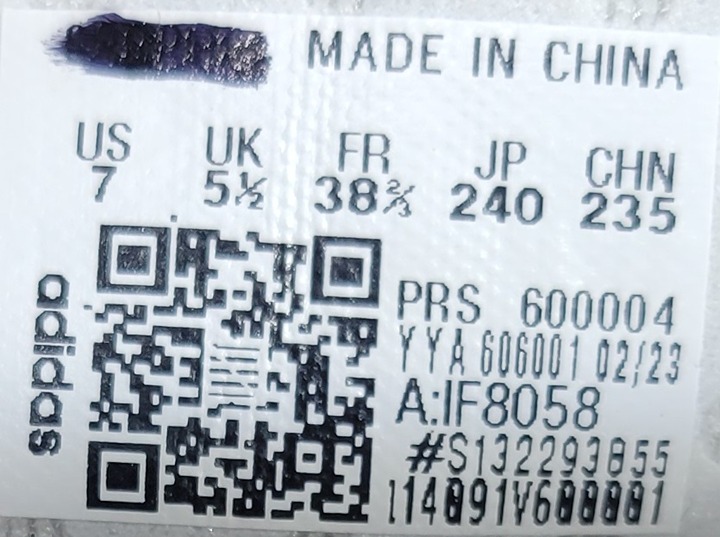 MADE IN CHINA
US UK FR JP CHN
7 5½ 38⅔ 240 235
adidas
PRS 600004
YYA 606001 02/23
A:IF8058
#S132293855